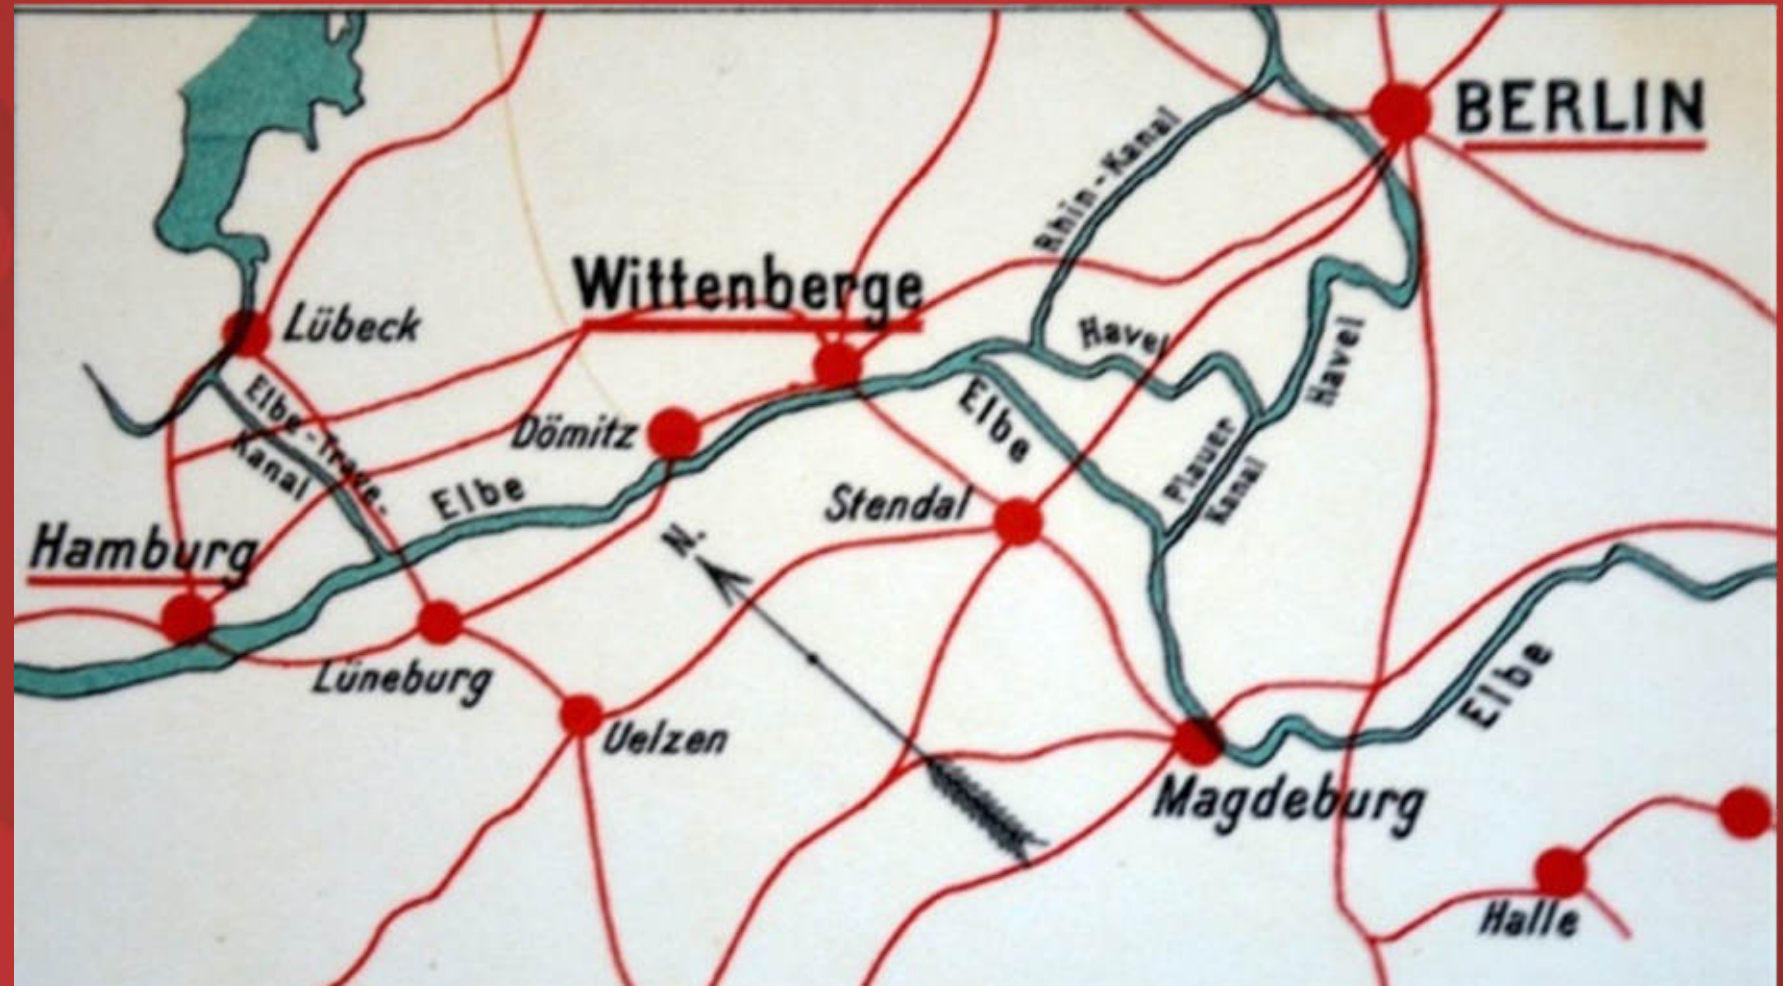 BERLIN
Rhin-Kanal
Wittenberge
Lübeck
Havel
Havel
Elbe-Trave-
Kanal
Dömitz
Elbe
Plauer
Kanal
Elbe
Stendal
N.
Hamburg
Lüneburg
Elbe
Uelzen
Magdeburg
Halle